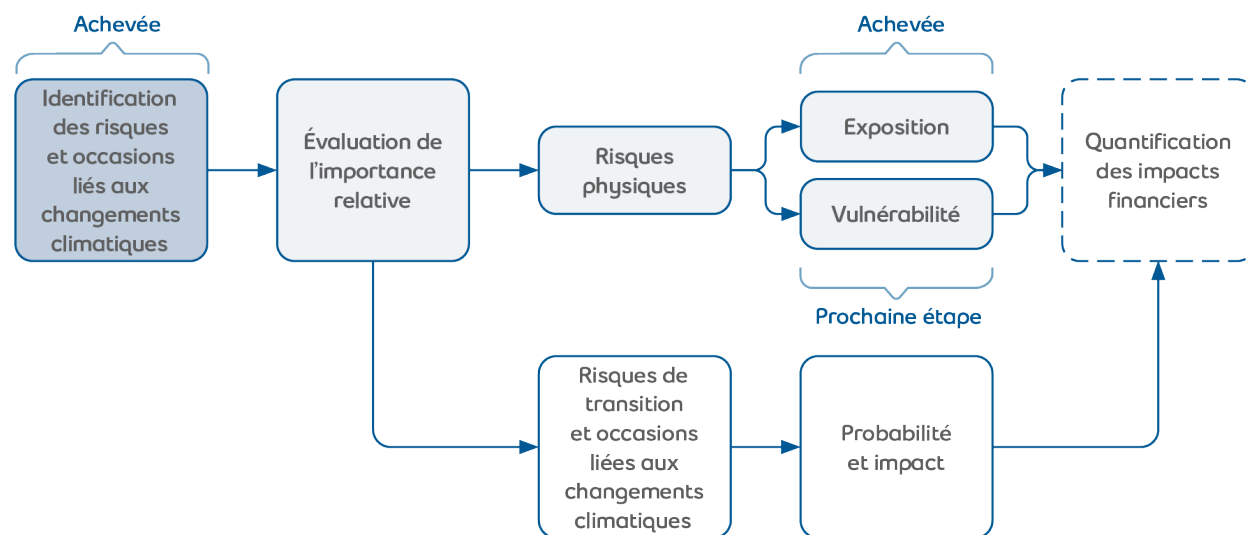 Achevée
Identification
des risques
et occasions
liés aux
changements
climatiques
Évaluation de
l'importance
relative
Risques
physiques
Achevée
Exposition
Vulnérabilité
Prochaine étape
Quantification
des impacts
financiers
Risques de
transition
et occasions
liées aux
changements
climatiques
Probabilité
et impact